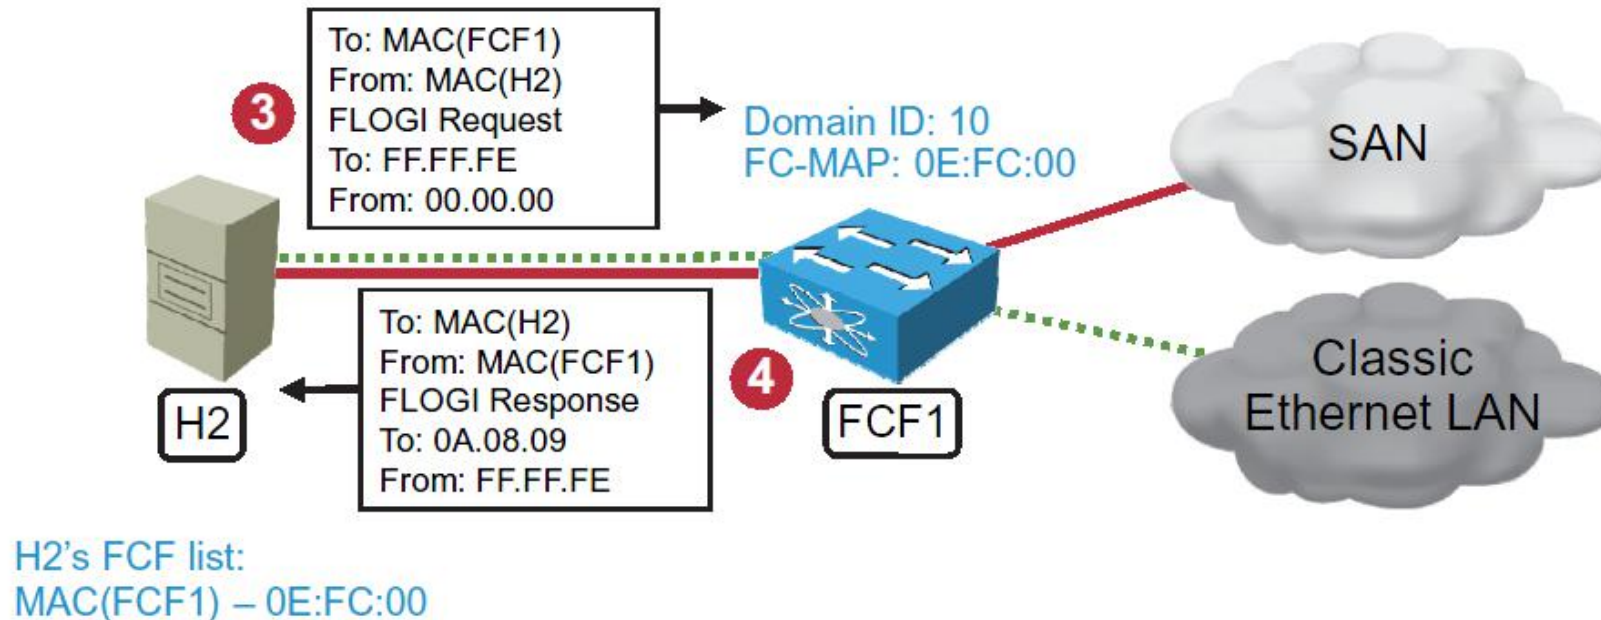 3
To: MAC(FCF1)
From: MAC(H2)
FLOGI Request
To: FF.FF.FE
From: 00.00.00
Domain ID: 10
FC-MAP: 0E:FC:00
SAN
To: MAC(H2)
From: MAC(FCF1)
FLOGI Response
To: 0A.08.09
From: FF.FF.FE
4
H2
FCF1
Classic
Ethernet LAN
H2’s FCF list:
MAC(FCF1) – 0E:FC:00